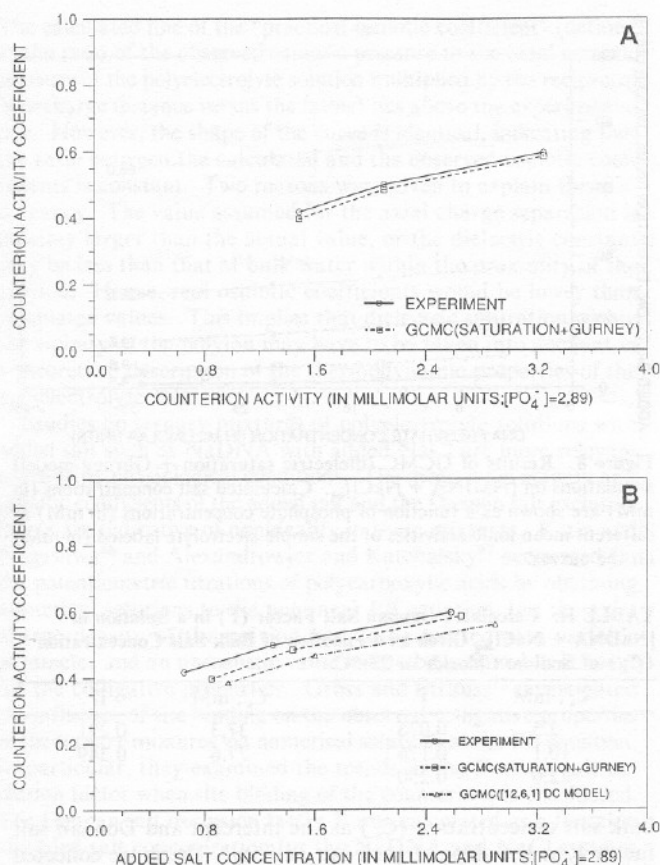 A
COUNTERION ACTIVITY COEFFICIENT
1.0
0.8
0.6
0.4
0.2
0.0
EXPERIMENT
GCMC(SATURATION+GURNEY)
0.0 0.8 1.6 2.4 3.2 4.0
COUNTERION ACTIVITY (IN MILLIMOLAR UNITS;[PO4-]=2.89)
B
COUNTERION ACTIVITY COEFFICIENT
1.0
0.8
0.6
0.4
0.2
0.0
EXPERIMENT
GCMC(SATURATION+GURNEY)
GCMC([12,6,1] DC MODEL)
0.0 0.8 1.6 2.4 3.2 4.0
ADDED SALT CONCENTRATION (IN MILLIMOLAR UNITS;[PO4-]=2.89)